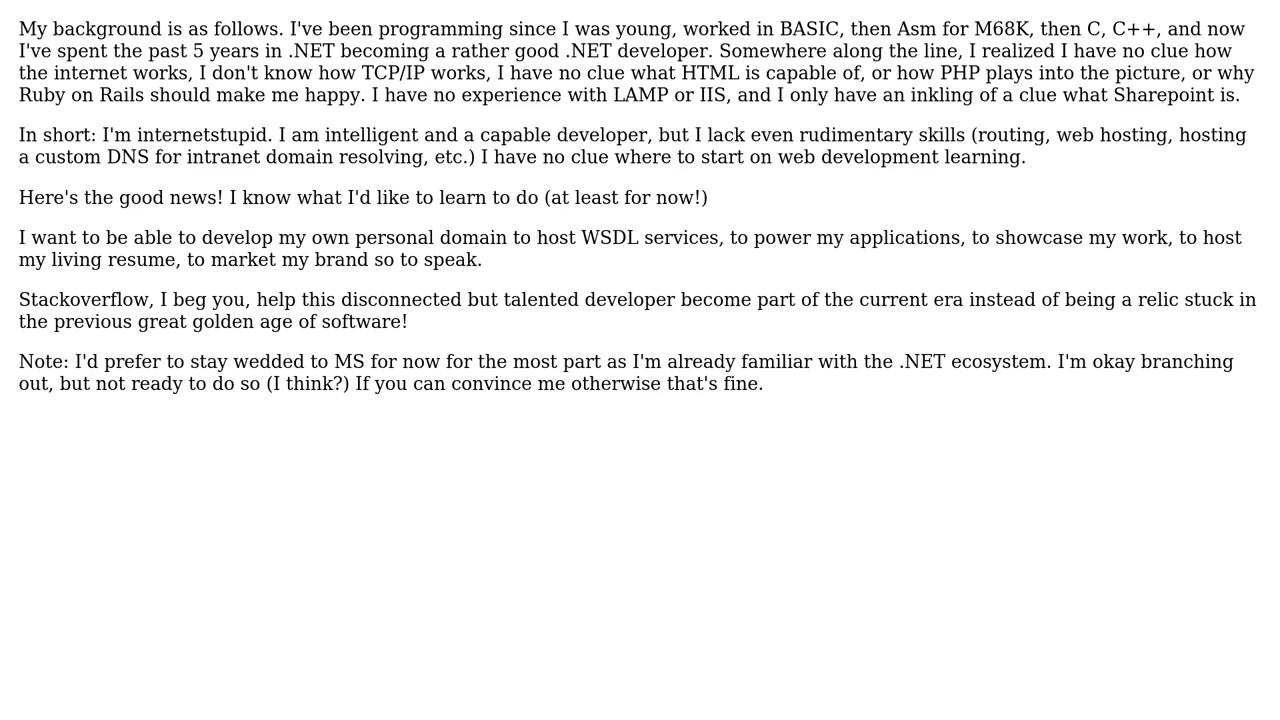 My background is as follows. I've been programming since I was young, worked in BASIC, then Asm for M68K, then C, C++, and now
I've spent the past 5 years in .NET becoming a rather good .NET developer. Somewhere along the line, I realized I have no clue how
the internet works, I don't know how TCP/IP works, I have no clue what HTML is capable of, or how PHP plays into the picture, or why
Ruby on Rails should make me happy. I have no experience with LAMP or IIS, and I only have an inkling of a clue what Sharepoint is.
In short: I'm internetstupid. I am intelligent and a capable developer, but I lack even rudimentary skills (routing, web hosting, hosting
a custom DNS for intranet domain resolving, etc.) I have no clue where to start on web development learning.
Here's the good news! I know what I'd like to learn to do (at least for now!)
I want to be able to develop my own personal domain to host WSDL services, to power my applications, to showcase my work, to host
my living resume, to market my brand so to speak.
Stackoverflow, I beg you, help this disconnected but talented developer become part of the current era instead of being a relic stuck in
the previous great golden age of software!
Note: I'd prefer to stay wedded to MS for now for the most part as I'm already familiar with the .NET ecosystem. I'm okay branching
out, but not ready to do so (I think?) If you can convince me otherwise that's fine.